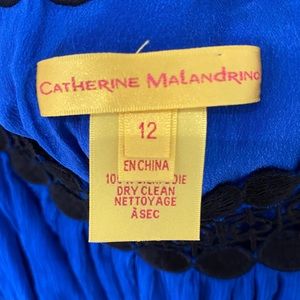 CATHERINE MALANDRINO
12
EN CHINA
100% SILK/SOIE
DRY CLEAN
NETTOYAGE
À SEC